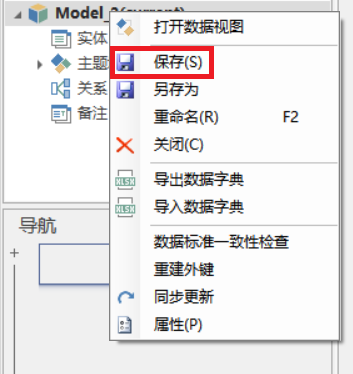 Model_2(current)
打开数据视图
实体
保存(S)
主题
另存为
关系
重命名(R) F2
备注
关闭(C)
导出数据字典
导入数据字典
导航
数据标准一致性检查
重建外键
同步更新
属性(P)